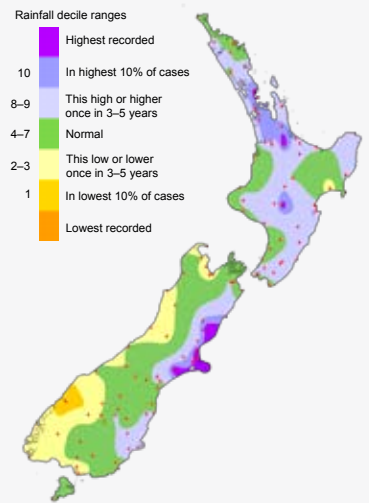 Rainfall decile ranges
Highest recorded
10 In highest 10% of cases
8–9 This high or higher
once in 3–5 years
4–7 Normal
2–3 This low or lower
once in 3–5 years
1 In lowest 10% of cases
Lowest recorded